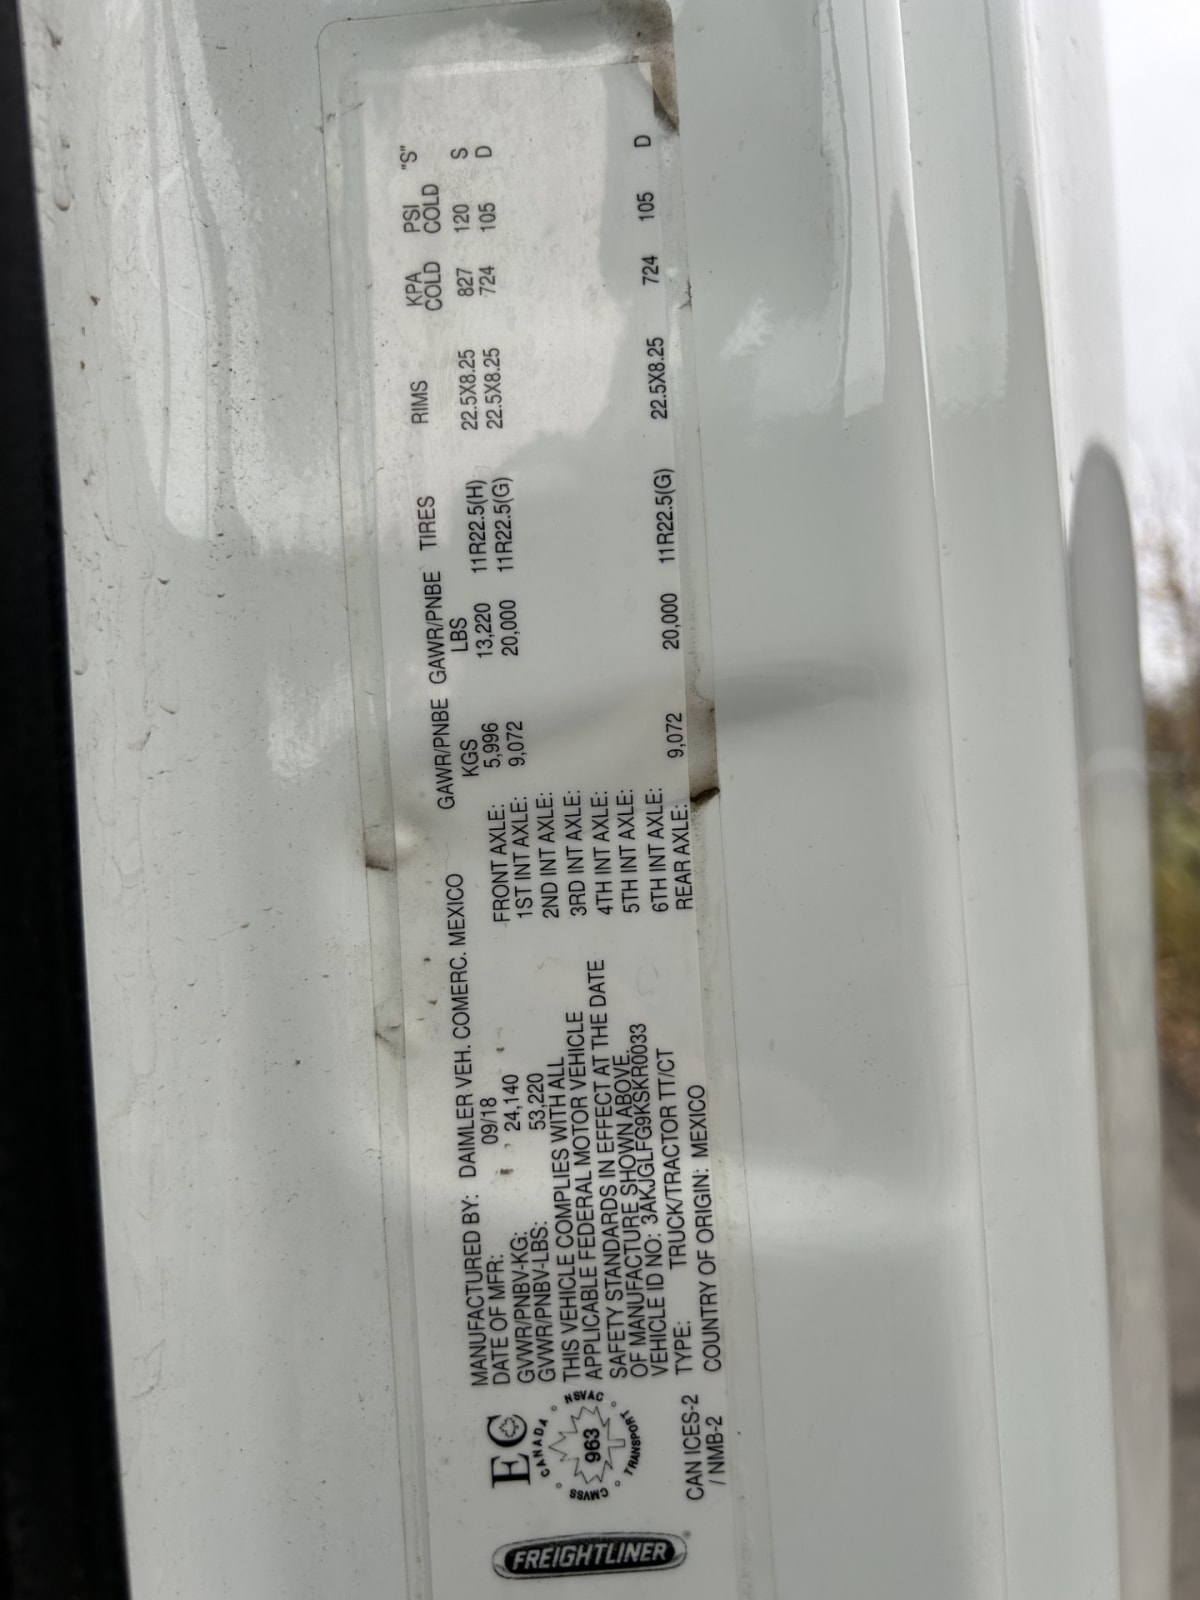 FREIGHTLINER
EC
CANADA
NSVAC
TRANSPORT
CMVSS
963
CAN ICES-2
/ NMB-2
MANUFACTURED BY: DAIMLER VEH. COMERC. MEXICO
DATE OF MFR: 09/18
GVWR/PNBV-KG: 24,140
GVWR/PNBV-LBS: 53,220
THIS VEHICLE COMPLIES WITH ALL
APPLICABLE FEDERAL MOTOR VEHICLE
SAFETY STANDARDS IN EFFECT AT THE DATE
OF MANUFACTURE SHOWN ABOVE.
VEHICLE ID NO: 3AKJGLFG9KSKR0033
TYPE: TRUCK/TRACTOR TT/CT
COUNTRY OF ORIGIN: MEXICO
GAWR/PNBE GAWR/PNBE TIRES RIMS KPA PSI "S"
KGS LBS COLD COLD
FRONT AXLE: 5,996 13,220 11R22.5(H) 22.5X8.25 827 120 S
1ST INT AXLE: 9,072 20,000 11R22.5(G) 22.5X8.25 724 105 D
2ND INT AXLE:
3RD INT AXLE:
4TH INT AXLE:
5TH INT AXLE:
6TH INT AXLE:
REAR AXLE: 9,072 20,000 11R22.5(G) 22.5X8.25 724 105 D